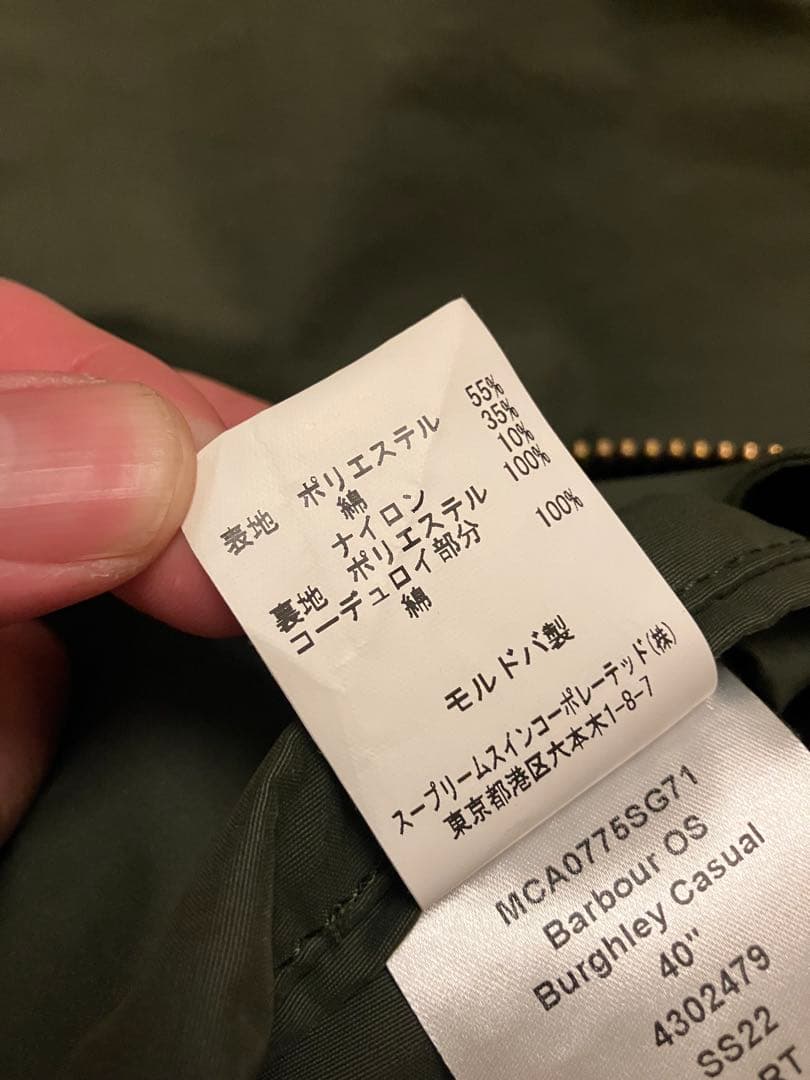 表地 ポリエステル 55%
綿 35%
ナイロン 10%
裏地 ポリエステル 100%
コーデュロイ部分
綿 100%
モルドバ製
スープリームスインコーポレーテッド(株)
東京都港区六本木1-8-7
MCA0775SG71
Barbour OS
Burghley Casual
40"
4302479
SS22